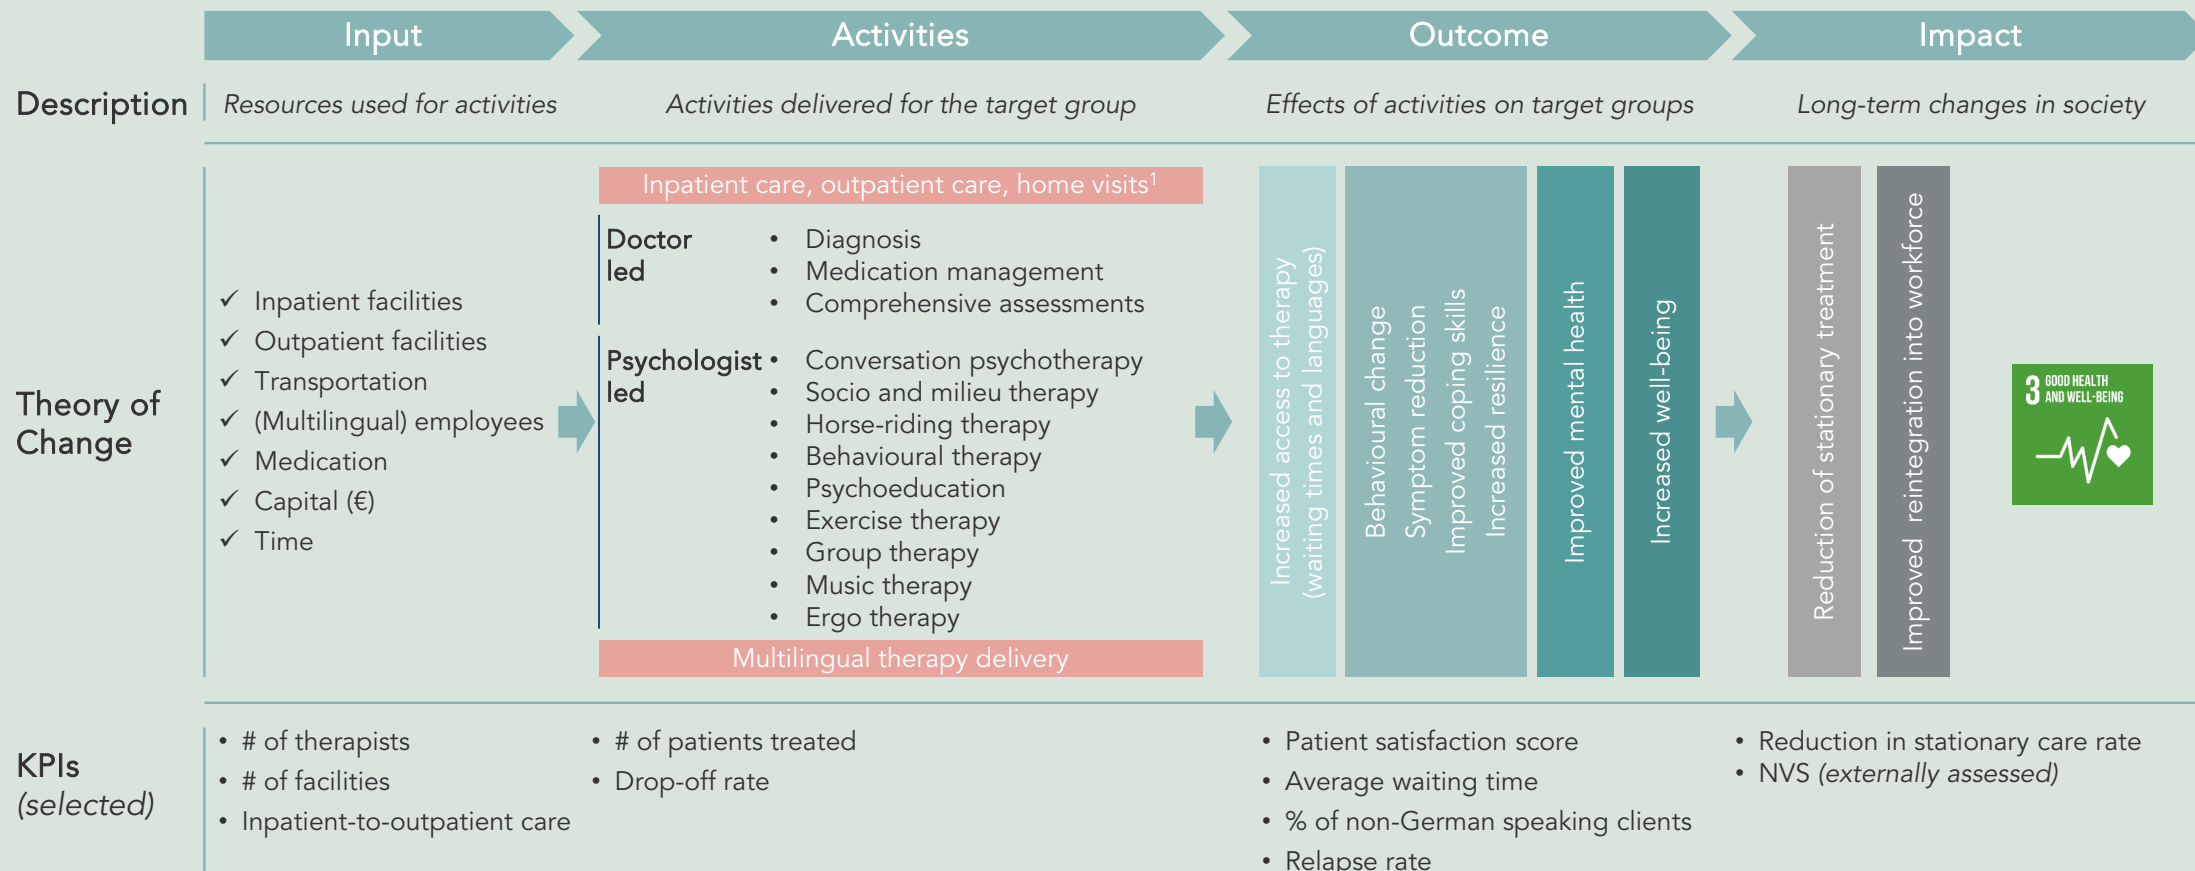 Input
Activities
Outcome
Impact
Description
Resources used for activities
Activities delivered for the target group
Effects of activities on target groups
Long-term changes in society
Theory of
Change
✓ Inpatient facilities
✓ Outpatient facilities
✓ Transportation
✓ (Multilingual) employees
✓ Medication
✓ Capital (€)
✓ Time
Inpatient care, outpatient care, home visits¹
Doctor
led
• Diagnosis
• Medication management
• Comprehensive assessments
Psychologist
led
• Conversation psychotherapy
• Socio and milieu therapy
• Horse-riding therapy
• Behavioural therapy
• Psychoeducation
• Exercise therapy
• Group therapy
• Music therapy
• Ergo therapy
Multilingual therapy delivery
Increased access to therapy
(waiting times and languages)
Behavioural change
Symptom reduction
Improved coping skills
Increased resilience
Improved mental health
Increased well-being
Reduction of stationary treatment
Improved reintegration into workforce
3 GOOD HEALTH
AND WELL-BEING
KPIs
(selected)
• # of therapists
• # of facilities
• Inpatient-to-outpatient care
• # of patients treated
• Drop-off rate
• Patient satisfaction score
• Average waiting time
• % of non-German speaking clients
• Relapse rate
• Reduction in stationary care rate
• NVS (externally assessed)